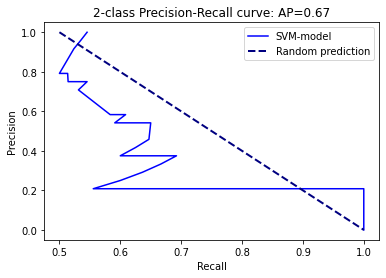 2-class Precision-Recall curve: AP=0.67
SVM-model
Random prediction
Precision
1.0
0.8
0.6
0.4
0.2
0.0
0.5
0.6
0.7
0.8
0.9
1.0
Recall